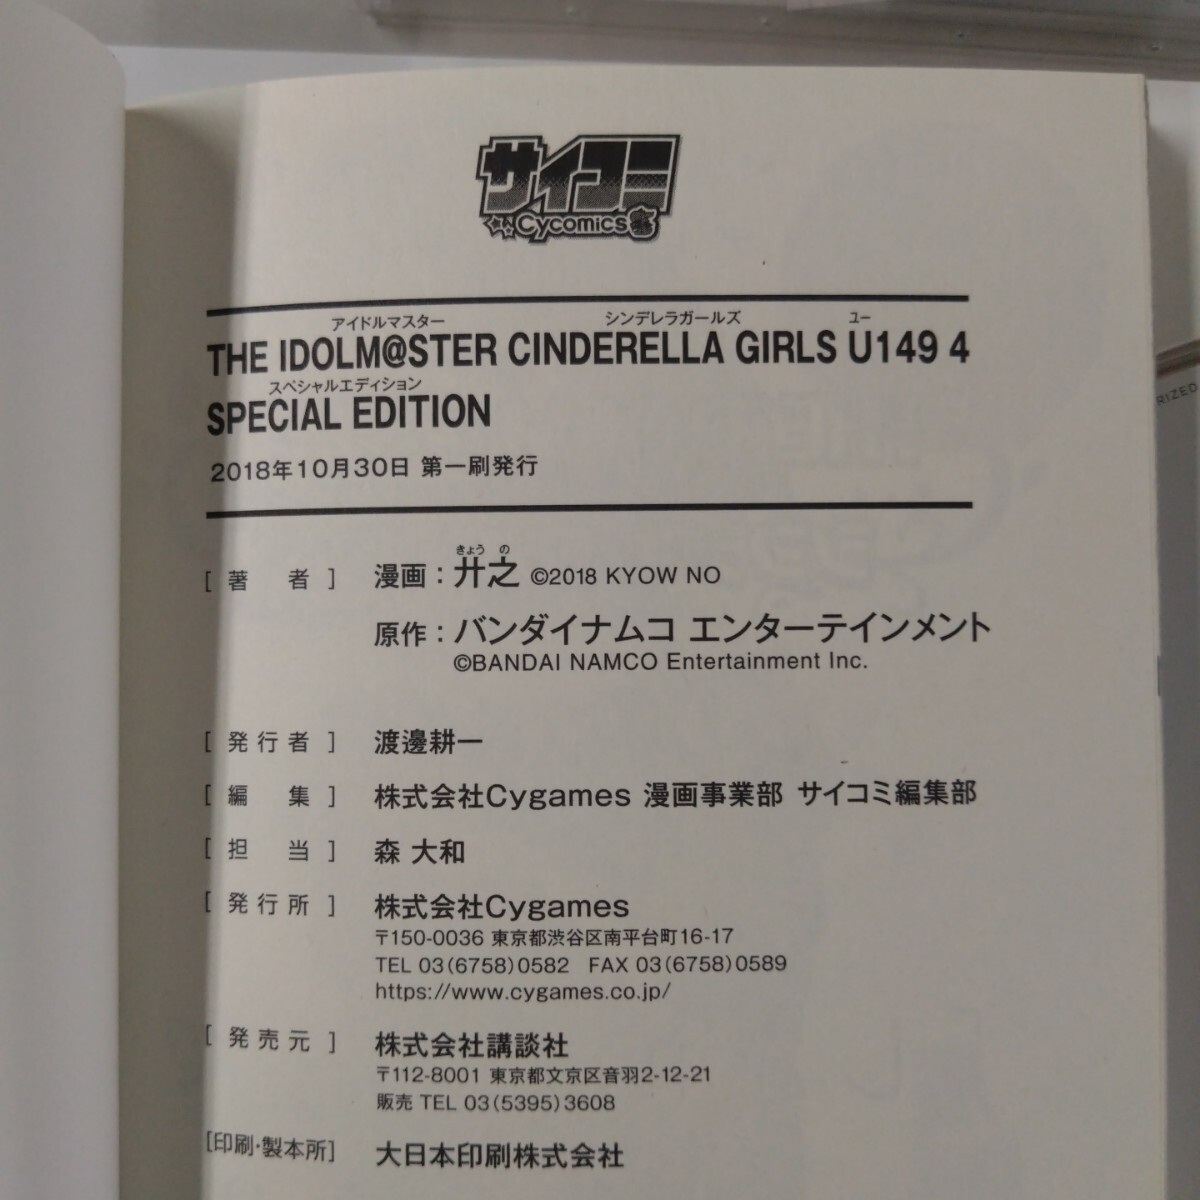 サイコミ
Cycomics
アイドルマスター シンデレラガールズ ユー
THE IDOLM@STER CINDERELLA GIRLS U149 4
スペシャルエディション
SPECIAL EDITION
2018年10月30日 第一刷発行
きょう の
[著 者] 漫画：廾之 ©2018 KYOW NO
原作：バンダイナムコ エンターテインメント
©BANDAI NAMCO Entertainment Inc.
[発行者] 渡邊耕一
[編 集] 株式会社Cygames 漫画事業部 サイコミ編集部
[担 当] 森 大和
[発行所] 株式会社Cygames
〒150-0036 東京都渋谷区南平台町16-17
TEL 03(6758)0582 FAX 03(6758)0589
https://www.cygames.co.jp/
[発売元] 株式会社講談社
〒112-8001 東京都文京区音羽2-12-21
販売 TEL 03(5395)3608
[印刷・製本所] 大日本印刷株式会社